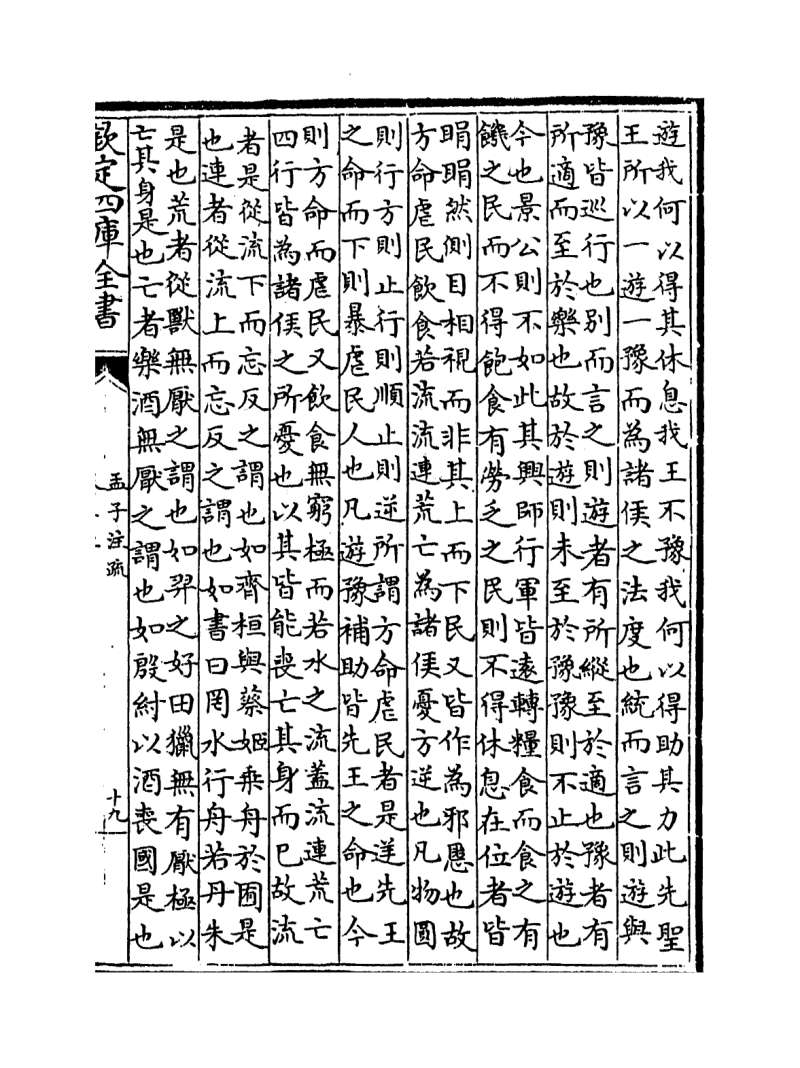 遊我何以得其休息我王不豫我何以得助其力此先聖
王所以一遊一豫而為諸侯之法度也統而言之則遊與
豫皆巡行也别而言之則遊者有所縱至於適也豫者有
所適而至於樂也故於遊則未至於豫豫則不止於遊也
今也景公則不如此其興師行軍皆遠轉糧食而食之有
饑之民而不得飽食有勞乏之民則不得休息在位者皆
睊睊然側目相視而非其上而下民又皆作為邪慝也故
方命虐民飲食若流流連荒亡為諸侯憂方逆也凡物圓
則行方則止行則順止則逆所謂方命虐民者是逆先王
之命而下則暴虐民人也凡遊豫補助皆先王之命也今
則方命而虐民又飲食無窮極而若水之流蓋流連荒亡
四行皆為諸侯之所憂也以其皆能喪亡其身而已故流
者是從流下而忘反之謂也如齊桓與蔡姬乘舟於囿是
也連者從流上而忘反之謂也如書曰罔水行舟若丹朱
是也荒者從獸無厭之謂也如羿之好田獵無有厭極以
亡其身是也亡者樂酒無厭之謂也如殷紂以酒喪國是也
欽定四庫全書
孟子注疏
十九